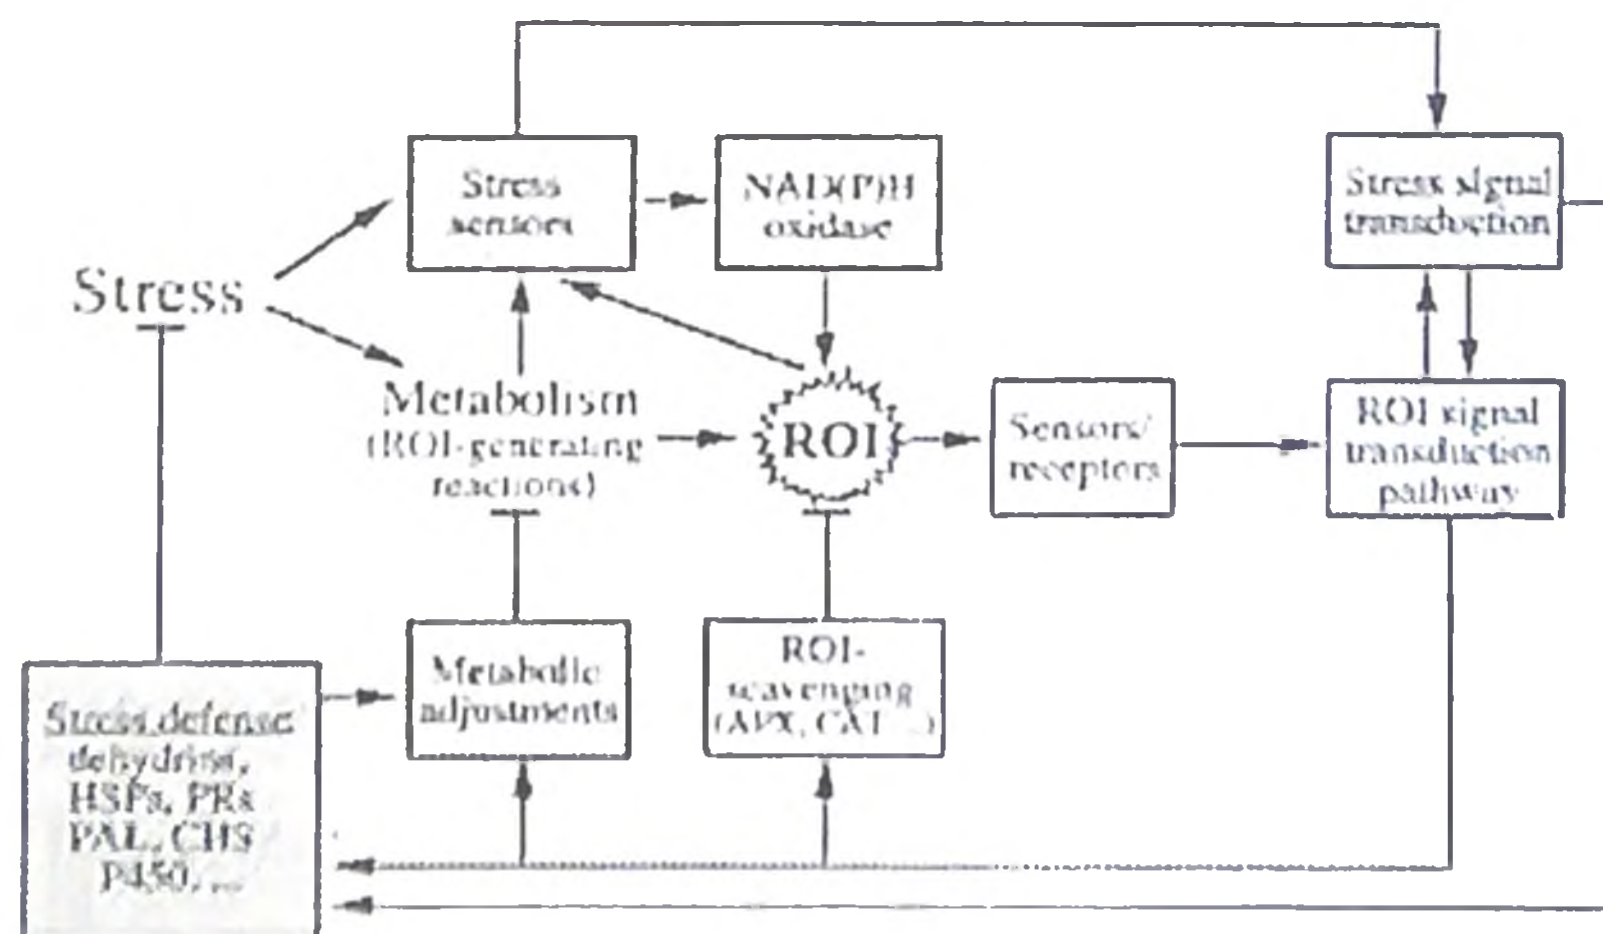 Stress
sensors
NAD(P)H
oxidase
Stress signal
transduction
Stress
Metabolism
(ROI-generating
reactions)
ROI
Sensors/
receptors
ROI signal
transduction
pathway
Metabolic
adjustments
ROI-
scavenging
(APX, CAT ...)
Stress defense
dehydrins,
HSPs, PRs
PAL, CHS
P450, ...